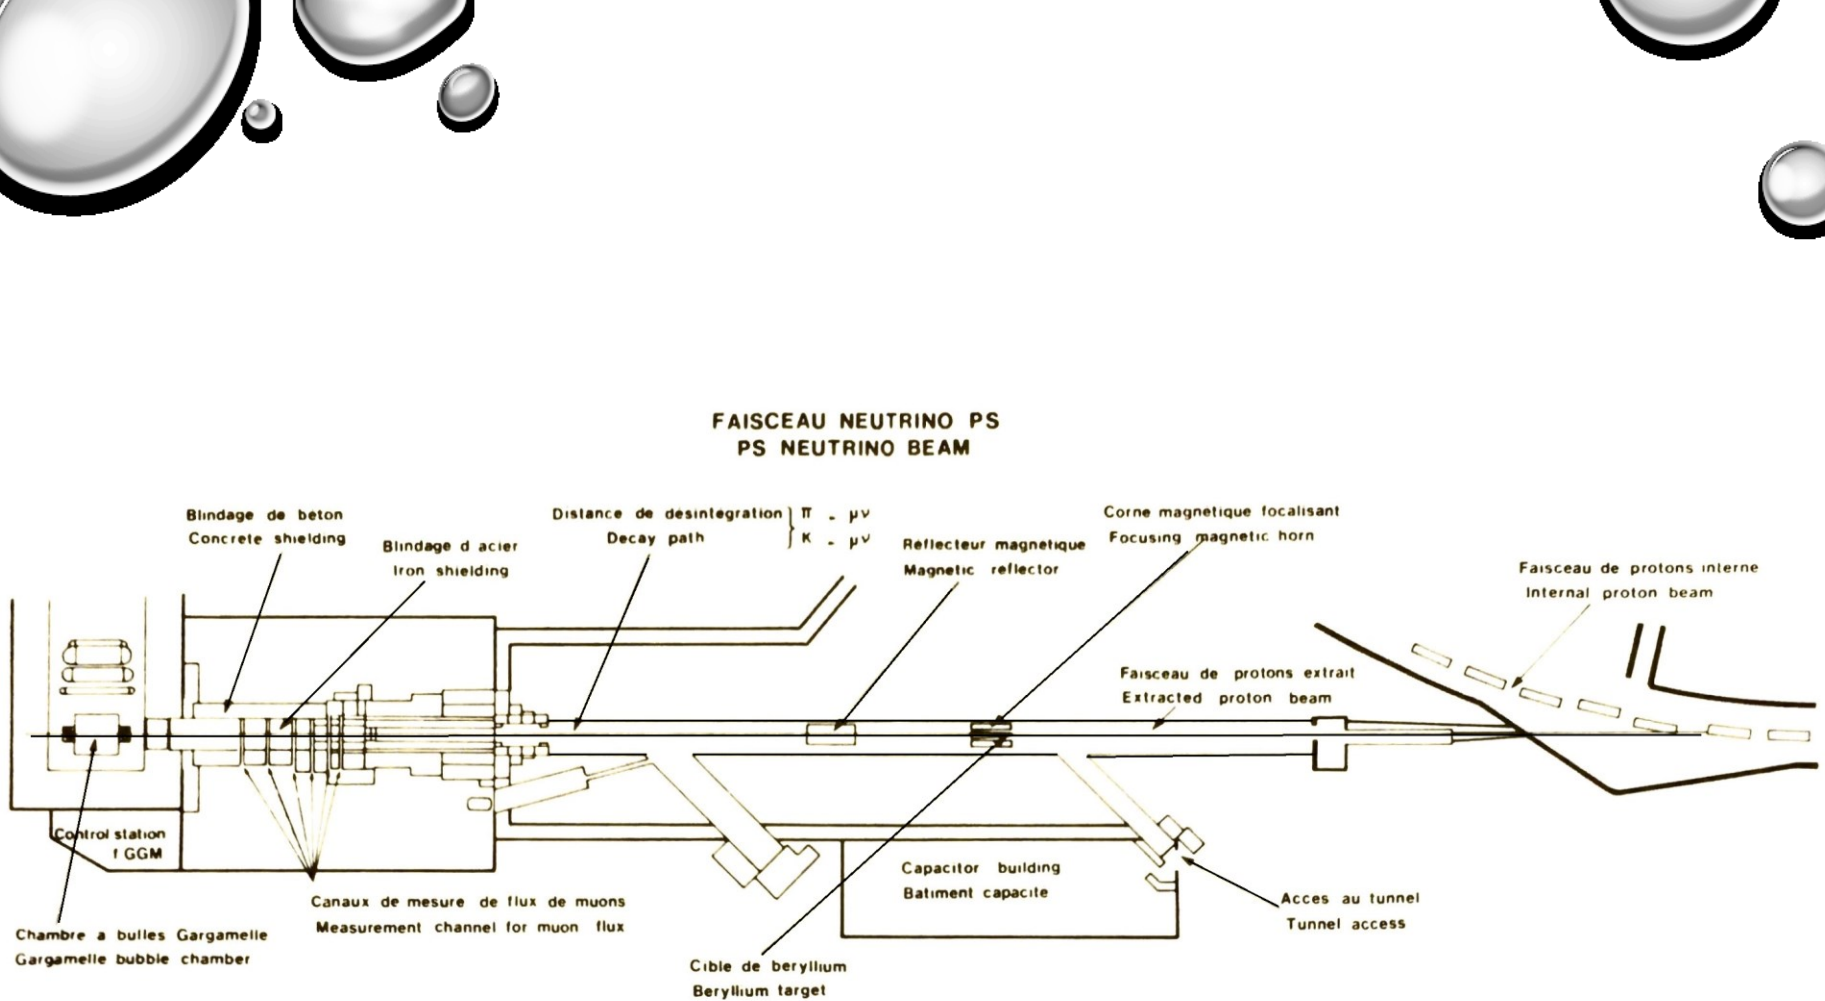 FAISCEAU NEUTRINO PS
PS NEUTRINO BEAM
Blindage de beton
Concrete shielding
Blindage d acier
Iron shielding
Distance de desintegration } π - μν
Decay path K - μν
Réflecteur magnétique
Magnetic reflector
Corne magnetique focalisant
Focusing magnetic horn
Faisceau de protons interne
Internal proton beam
Faisceau de protons extrait
Extracted proton beam
Control station
f GGM
Capacitor building
Batiment capacite
Canaux de mesure de flux de muons
Measurement channel for muon flux
Acces au tunnel
Tunnel access
Chambre a bulles Gargamelle
Gargamelle bubble chamber
Cible de beryllium
Beryllium target